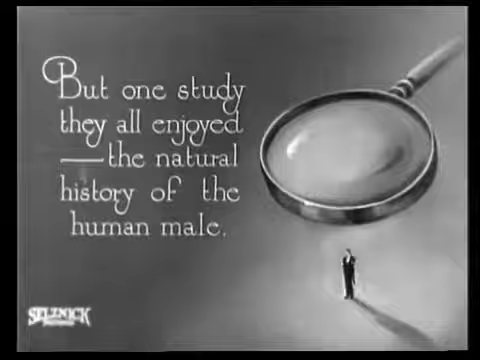 But one study
they all enjoyed
—the natural
history of the
human male.
SELZNICK